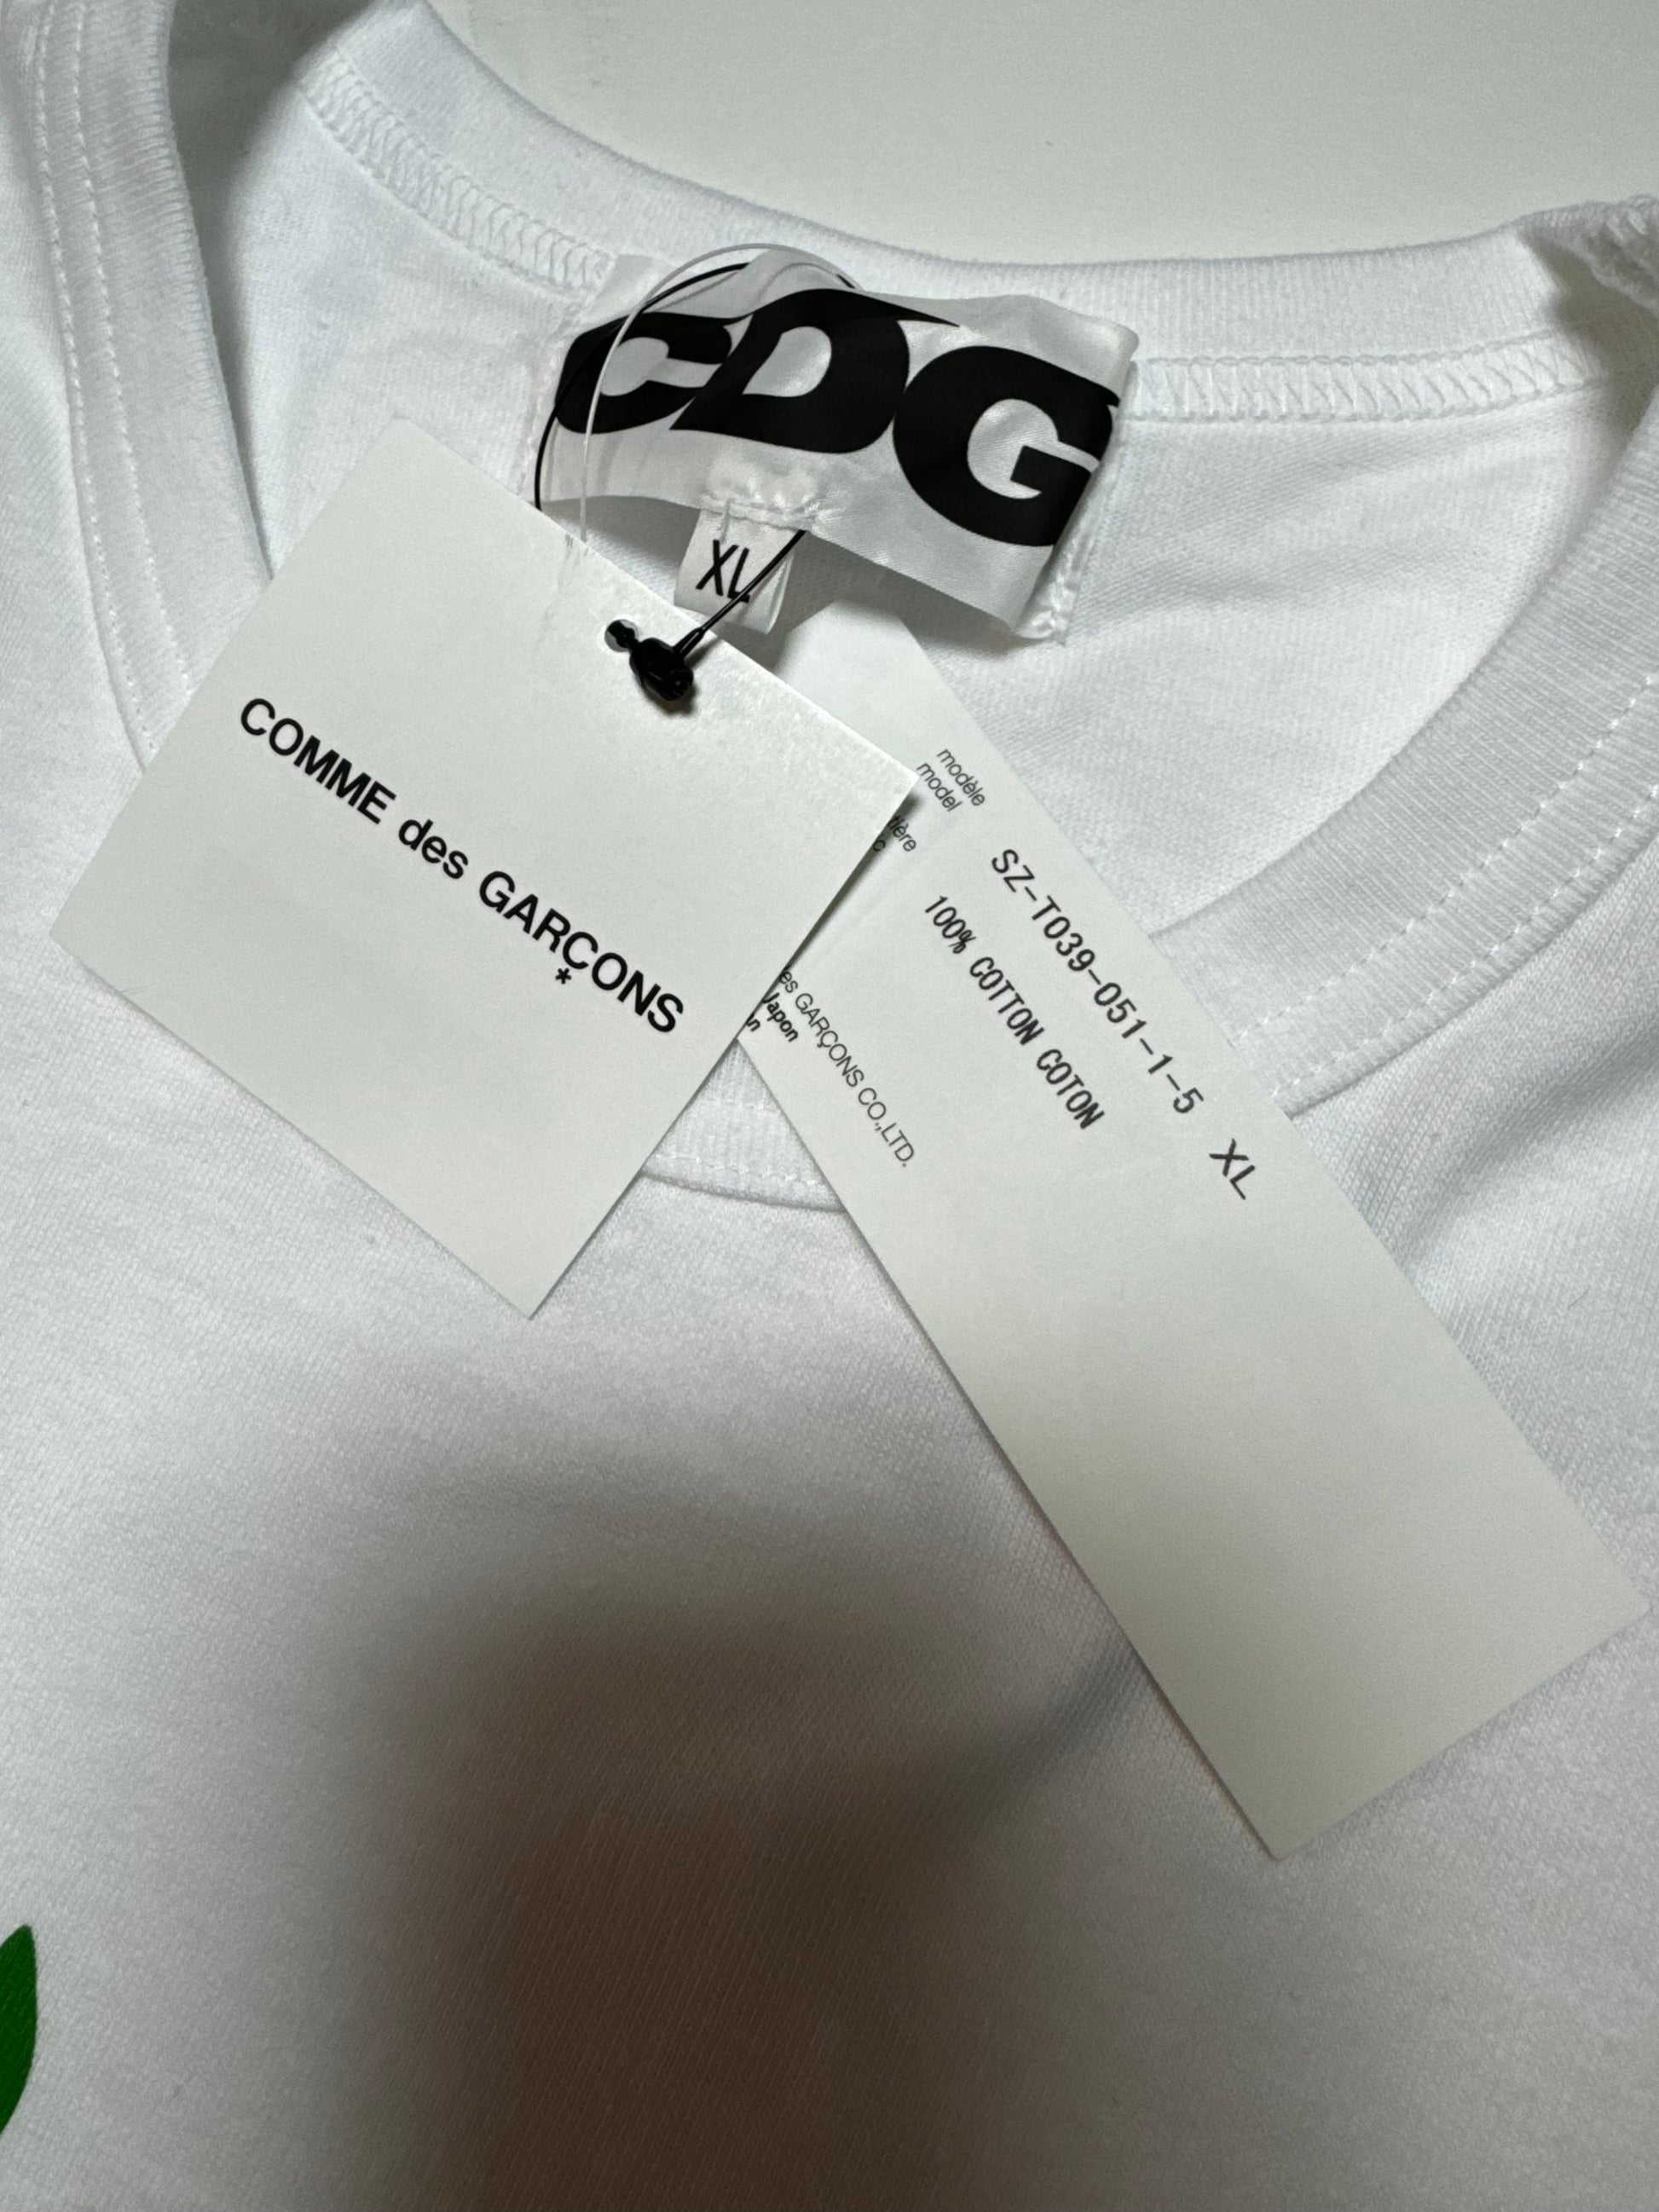 CDG
XL
COMME des GARÇONS
*
modèle
model
SZ-T039-051-1-5 XL
100% COTTON COTON
GARÇONS CO.,LTD.
Japon